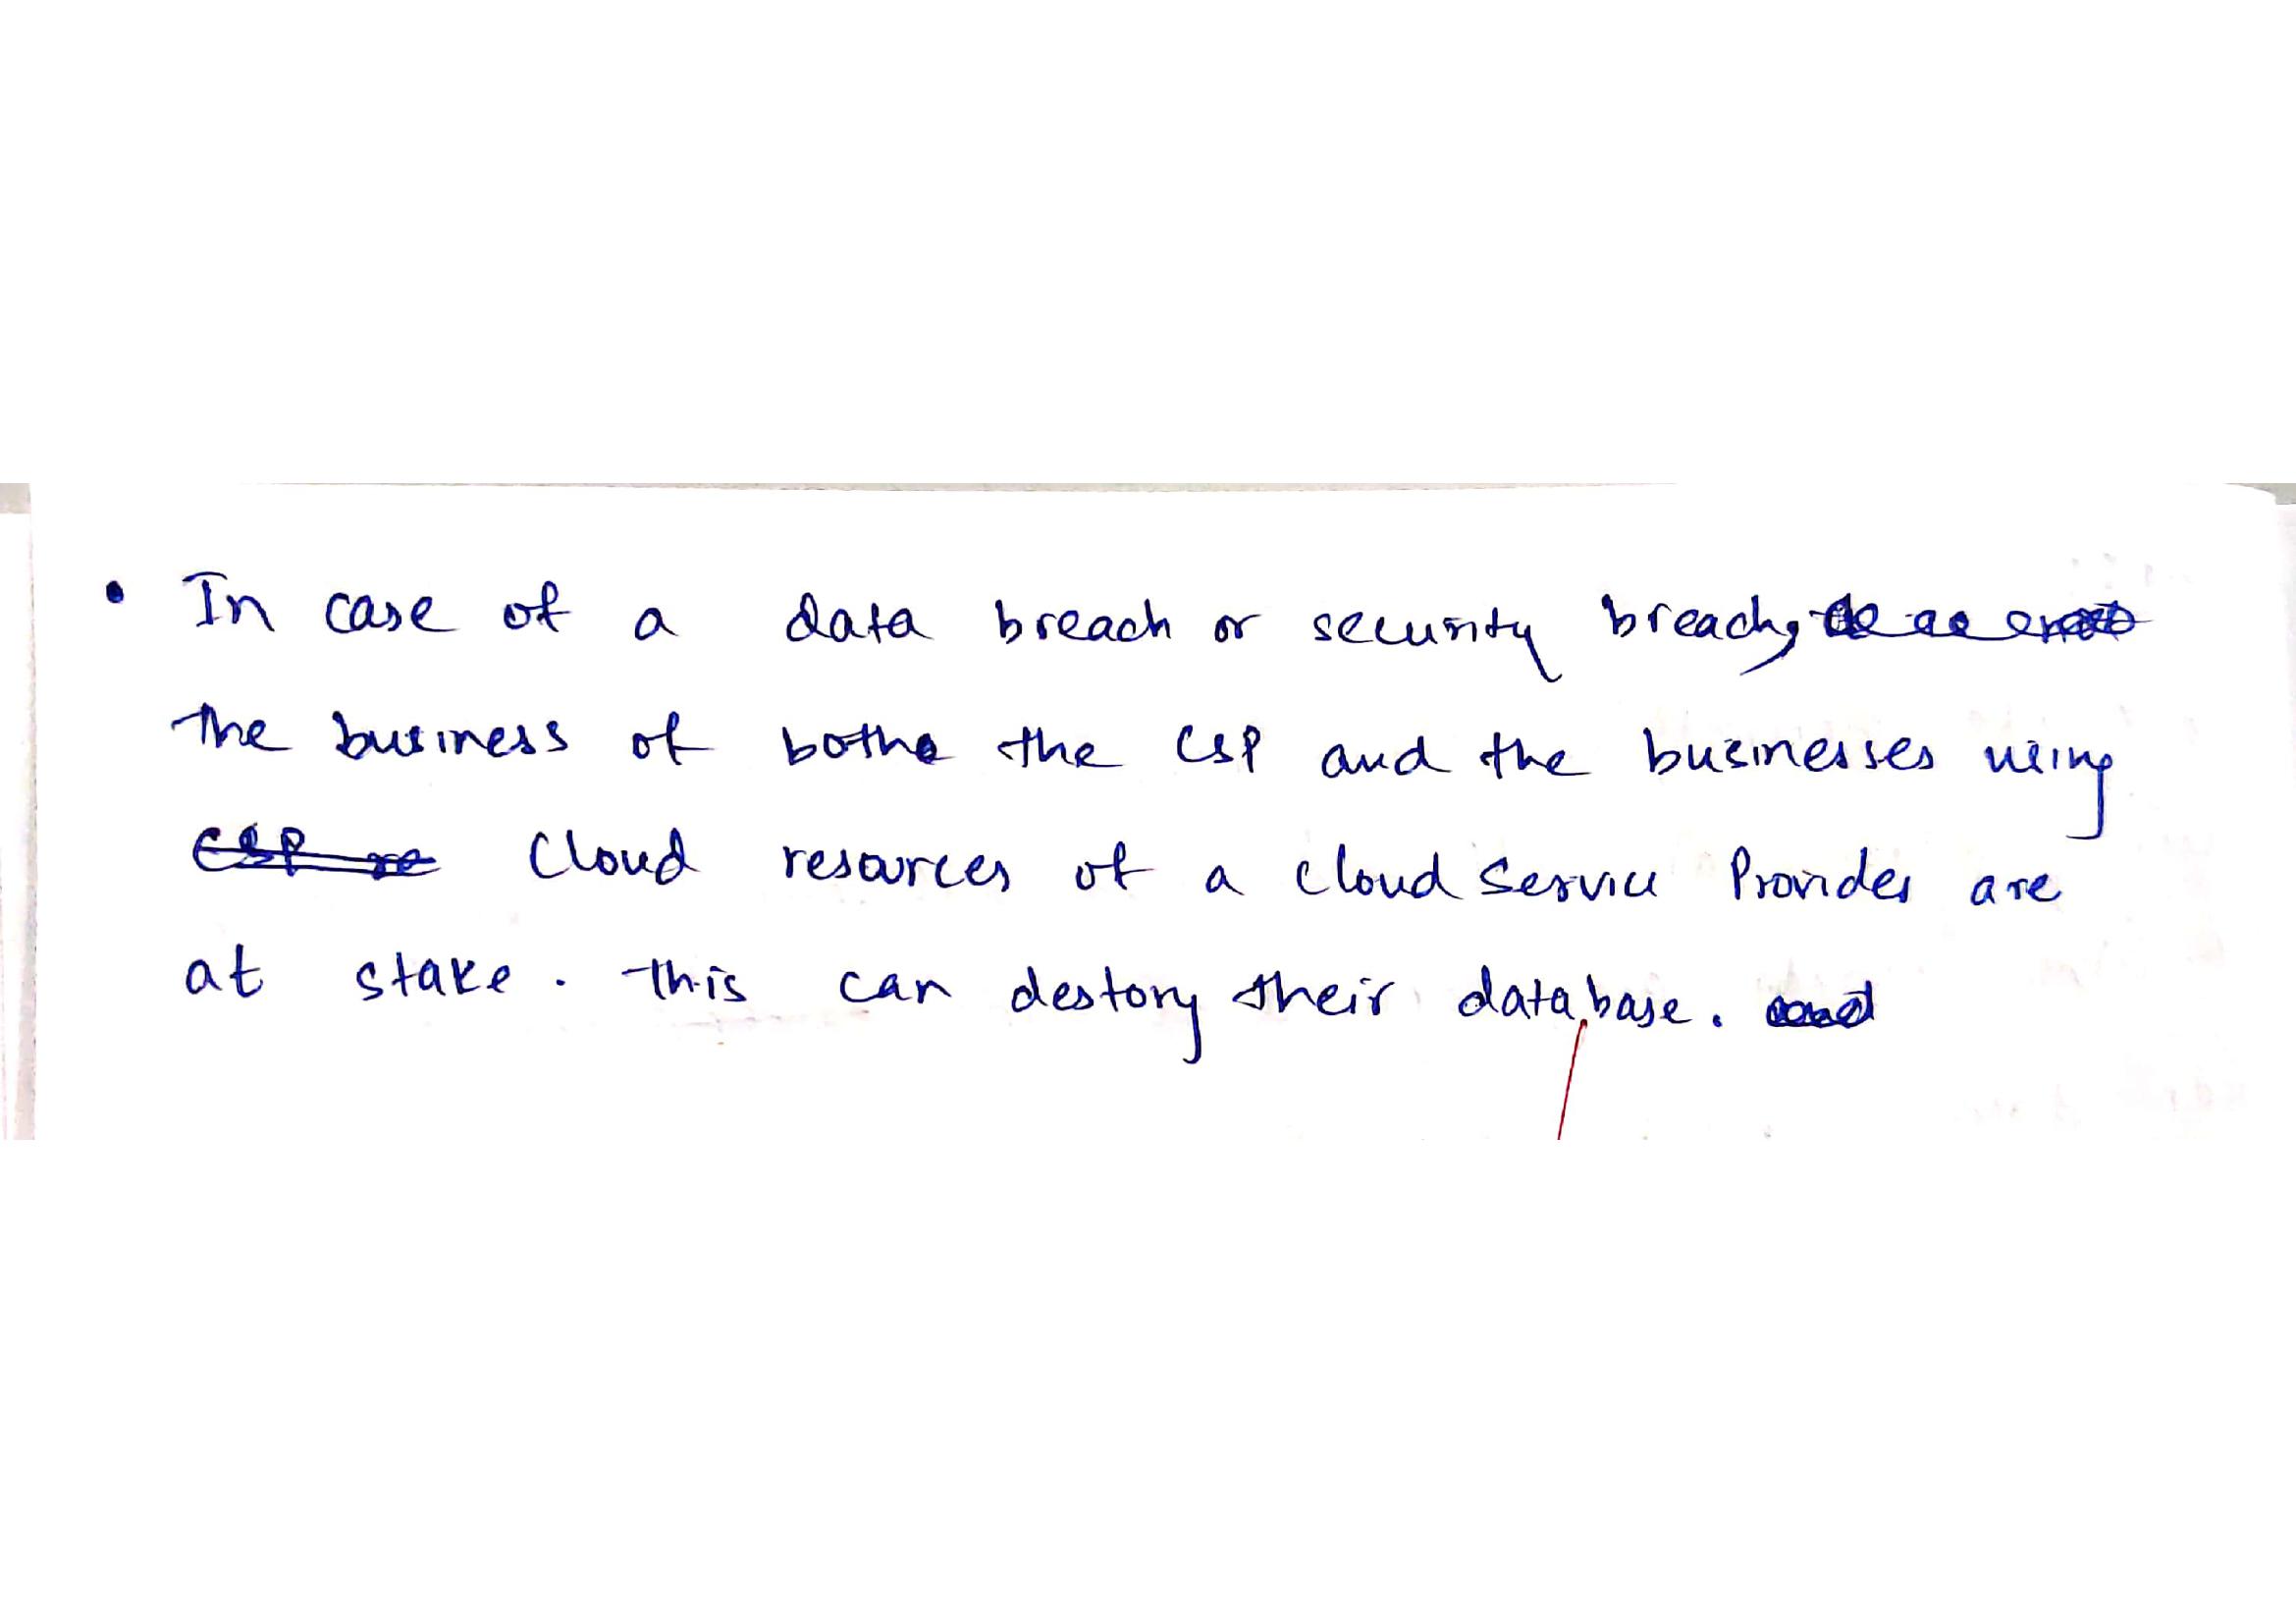 • In case of a data breach or security breach,
the business of both the CSP and the businesses using
Cloud resources of a cloud service Provider are
at stake. This can destory their database.